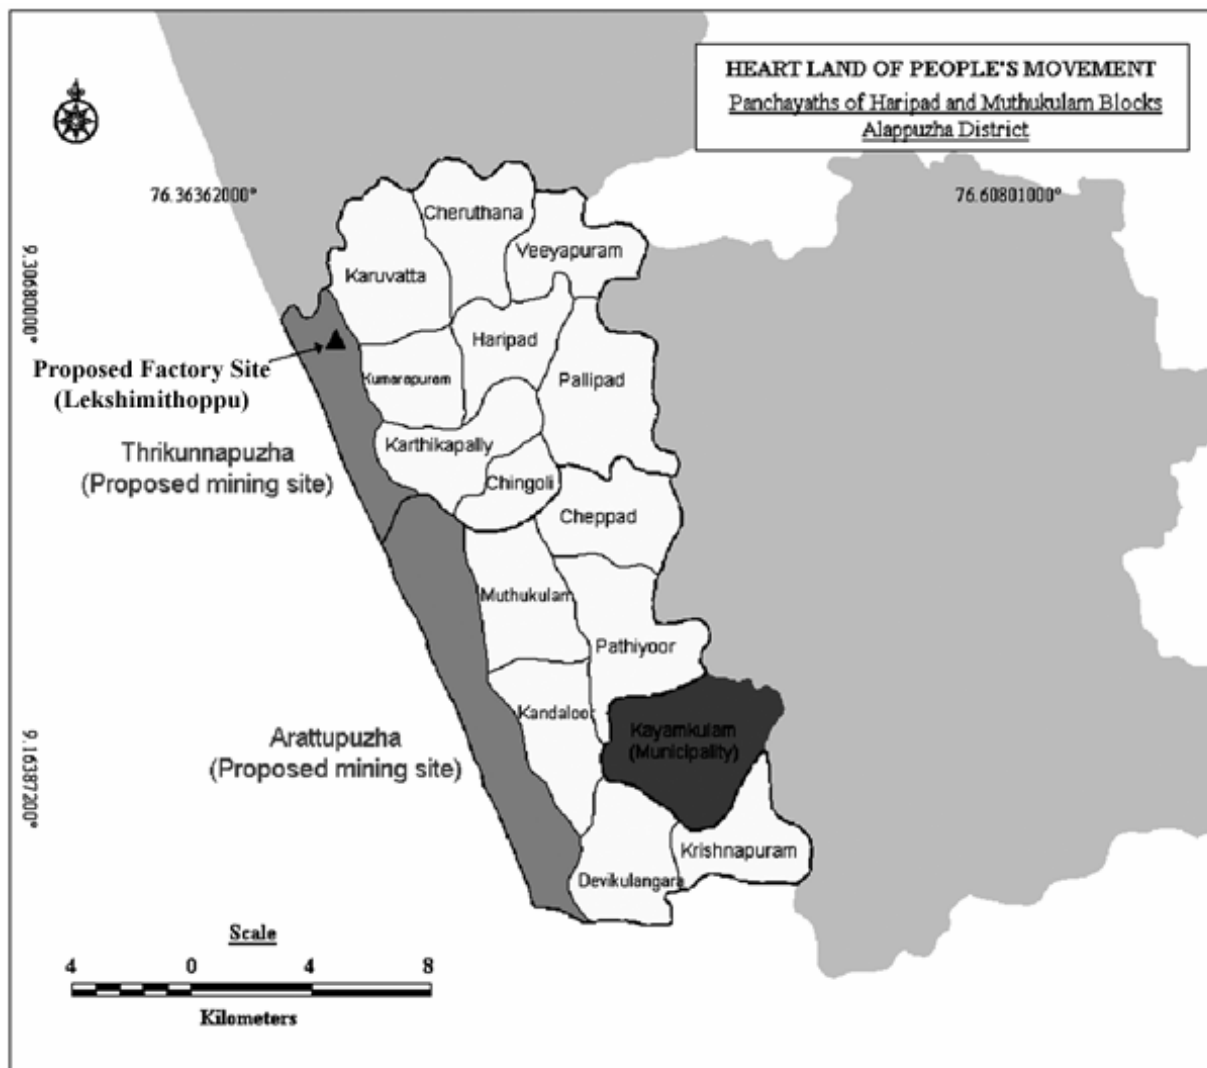 HEART LAND OF PEOPLE'S MOVEMENT
Panchayaths of Haripad and Muthukulam Blocks
Alappuzha District
76.36362000°
76.60801000°
9.30680000°
9.16387200°
Cheruthana
Veeyapuram
Karuvatta
Haripad
Kumarapuram
Pallipad
Proposed Factory Site
(Lekshimithoppu)
Karthikapally
Thrikunnapuzha
(Proposed mining site)
Chingoli
Cheppad
Muthukulam
Pathiyoor
Kandaloor
Kayamkulam
(Municipality)
Arattupuzha
(Proposed mining site)
Krishnapuram
Devikulangara
Scale
4 0 4 8
Kilometers